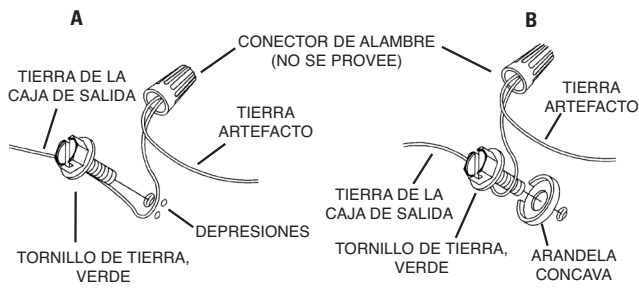 A
B
CONECTOR DE ALAMBRE
(NO SE PROVEE)
TIERRA DE LA
CAJA DE SALIDA
TIERRA
ARTEFACTO
DEPRESIONES
TORNILLO DE TIERRA,
VERDE
TIERRA
ARTEFACTO
TIERRA DE LA
CAJA DE SALIDA
TORNILLO DE TIERRA,
VERDE
ARANDELA
CONCAVA